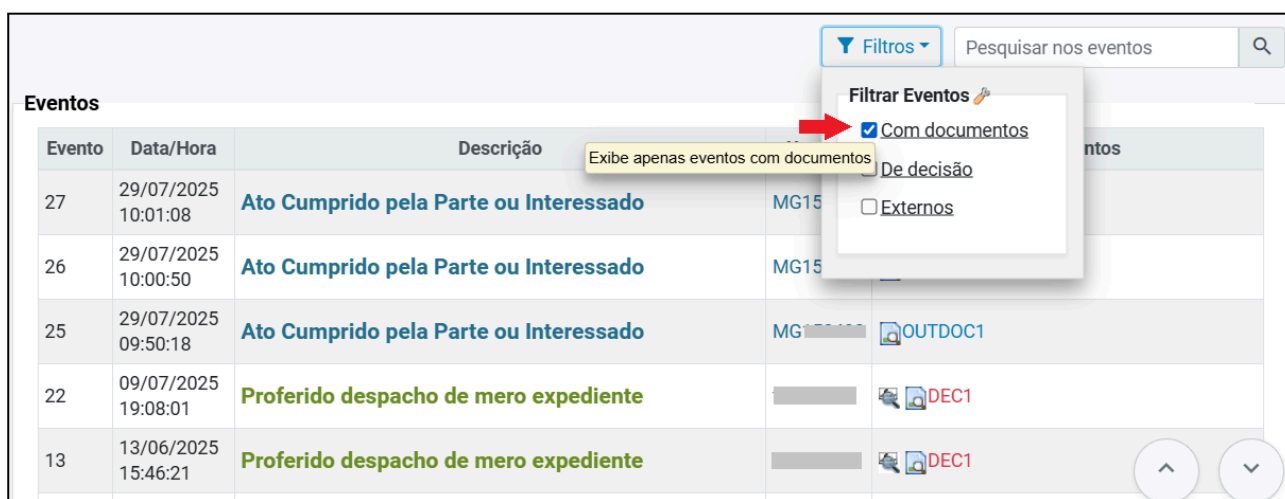 Filtros
Pesquisar nos eventos
Filtrar Eventos
Com documentos
Exibe apenas eventos com documentos
De decisão
Externos
Eventos
Evento Data/Hora Descrição ntos
27 29/07/2025 10:01:08 Ato Cumprido pela Parte ou Interessado MG15
26 29/07/2025 10:00:50 Ato Cumprido pela Parte ou Interessado MG15
25 29/07/2025 09:50:18 Ato Cumprido pela Parte ou Interessado OUTDOC1
22 09/07/2025 19:08:01 Proferido despacho de mero expediente DEC1
13 13/06/2025 15:46:21 Proferido despacho de mero expediente DEC1